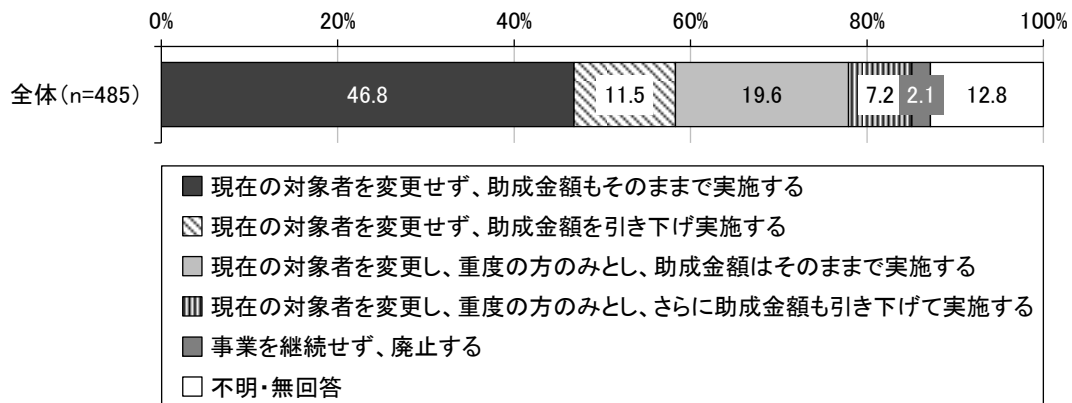 0% 20% 40% 60% 80% 100%
全体(n=485) 46.8 11.5 19.6 7.2 2.1 12.8
現在の対象者を変更せず、助成金額もそのままで実施する
現在の対象者を変更せず、助成金額を引き下げ実施する
現在の対象者を変更し、重度の方のみとし、助成金額はそのままで実施する
現在の対象者を変更し、重度の方のみとし、さらに助成金額も引き下げて実施する
事業を継続せず、廃止する
不明・無回答